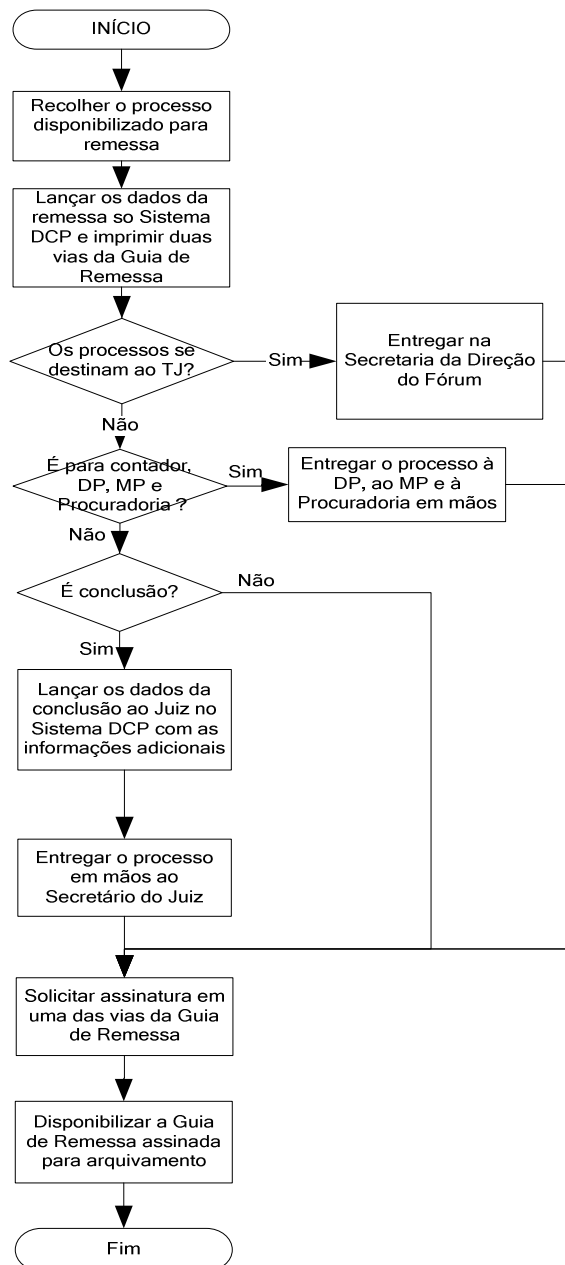 INÍCIO
Recolher o processo
disponibilizado para
remessa
Lançar os dados da
remessa so Sistema
DCP e imprimir duas
vias da Guia de
Remessa
Os processos se
destinam ao TJ?
Sim
Entregar na
Secretaria da Direção
do Fórum
Não
É para contador,
DP, MP e
Procuradoria ?
Sim
Entregar o processo à
DP, ao MP e à
Procuradoria em mãos
Não
É conclusão?
Não
Sim
Lançar os dados da
conclusão ao Juiz no
Sistema DCP com as
informações adicionais
Entregar o processo
em mãos ao
Secretário do Juiz
Solicitar assinatura em
uma das vias da Guia
de Remessa
Disponibilizar a Guia
de Remessa assinada
para arquivamento
Fim